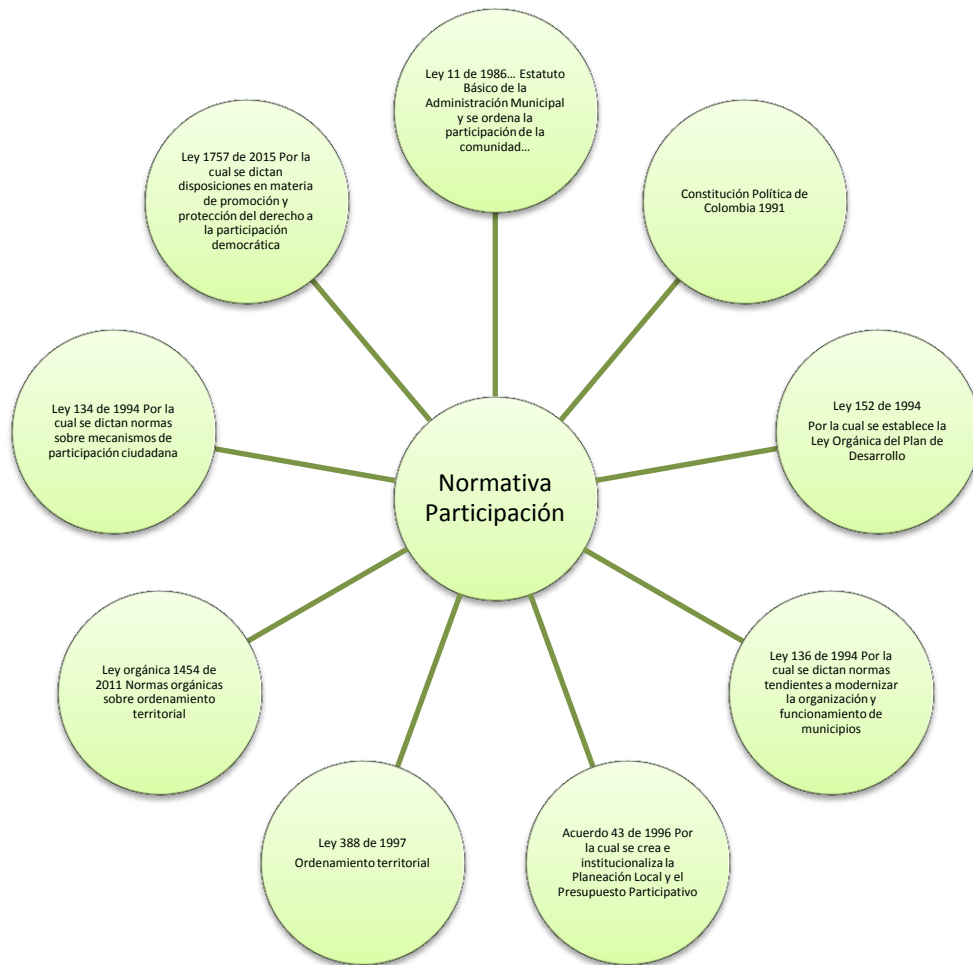 Ley 11 de 1986... Estatuto
Básico de la
Administración Municipal
y se ordena la
participación de la
comunidad...
Constitución Política de
Colombia 1991
Ley 152 de 1994
Por la cual se establece la
Ley Orgánica del Plan de
Desarrollo
Ley 136 de 1994 Por la
cual se dictan normas
tendientes a modernizar
la organización y
funcionamiento de
municipios
Acuerdo 43 de 1996 Por
la cual se crea e
institucionaliza la
Planeación Local y el
Presupuesto Participativo
Ley 388 de 1997
Ordenamiento territorial
Ley orgánica 1454 de
2011 Normas orgánicas
sobre ordenamiento
territorial
Ley 134 de 1994 Por la
cual se dictan normas
sobre mecanismos de
participación ciudadana
Ley 1757 de 2015 Por la
cual se dictan
disposiciones en materia
de promoción y
protección del derecho a
la participación
democrática
Normativa
Participación